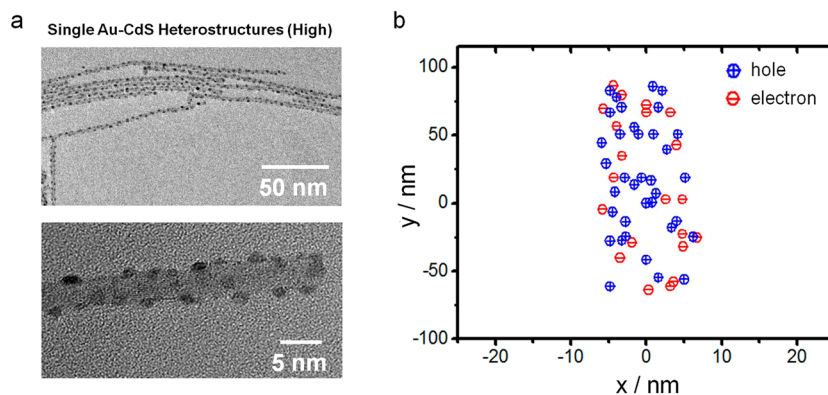 a
Single Au-CdS Heterostructures (High)
50 nm
5 nm
b
100
50
0
-50
-100
y / nm
-20
-10
0
10
20
x / nm
hole
electron